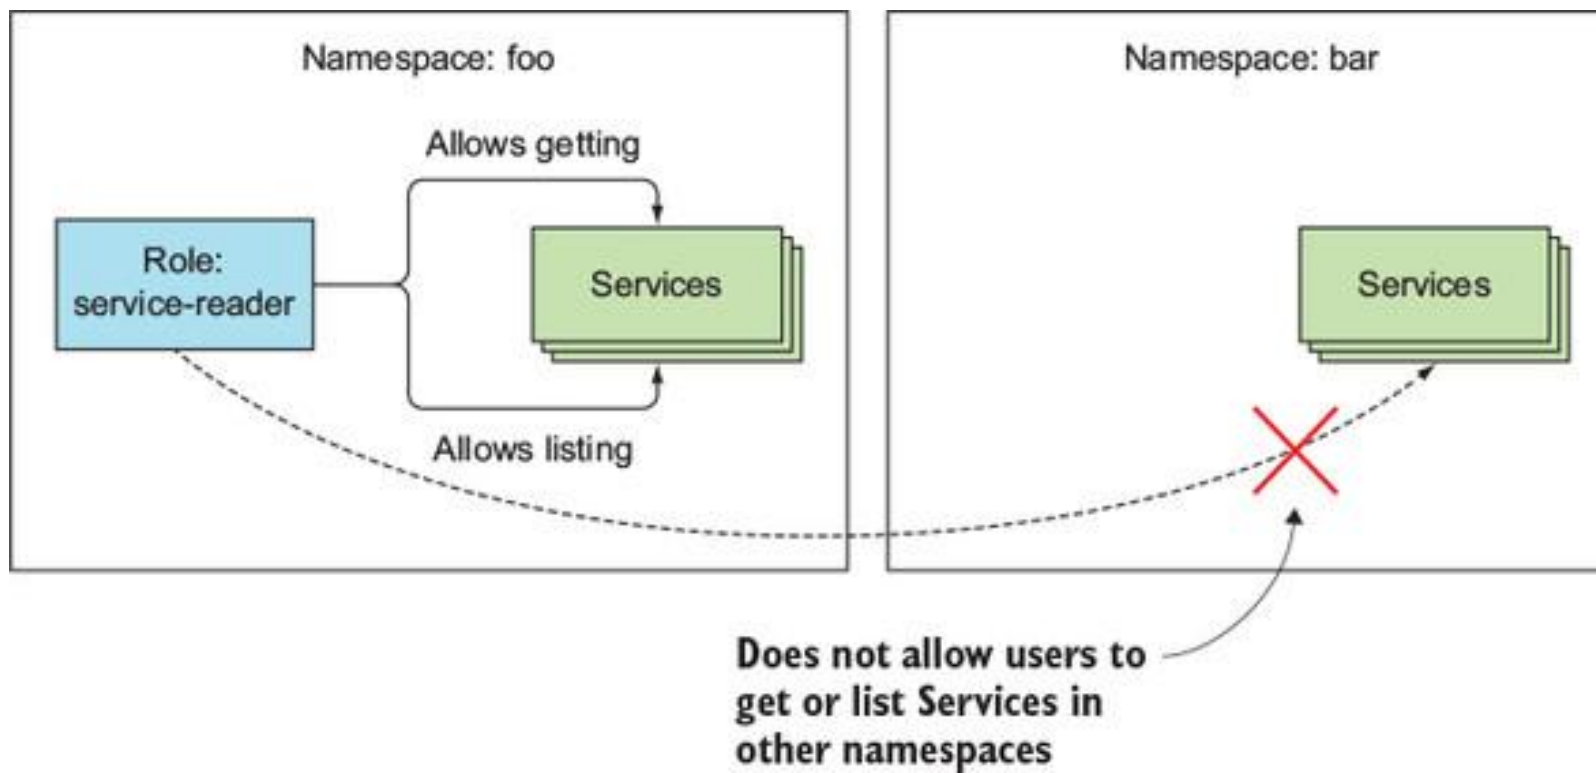 Namespace: foo
Allows getting
Role:
service-reader
Services
Allows listing
Namespace: bar
Services
Does not allow users to
get or list Services in
other namespaces